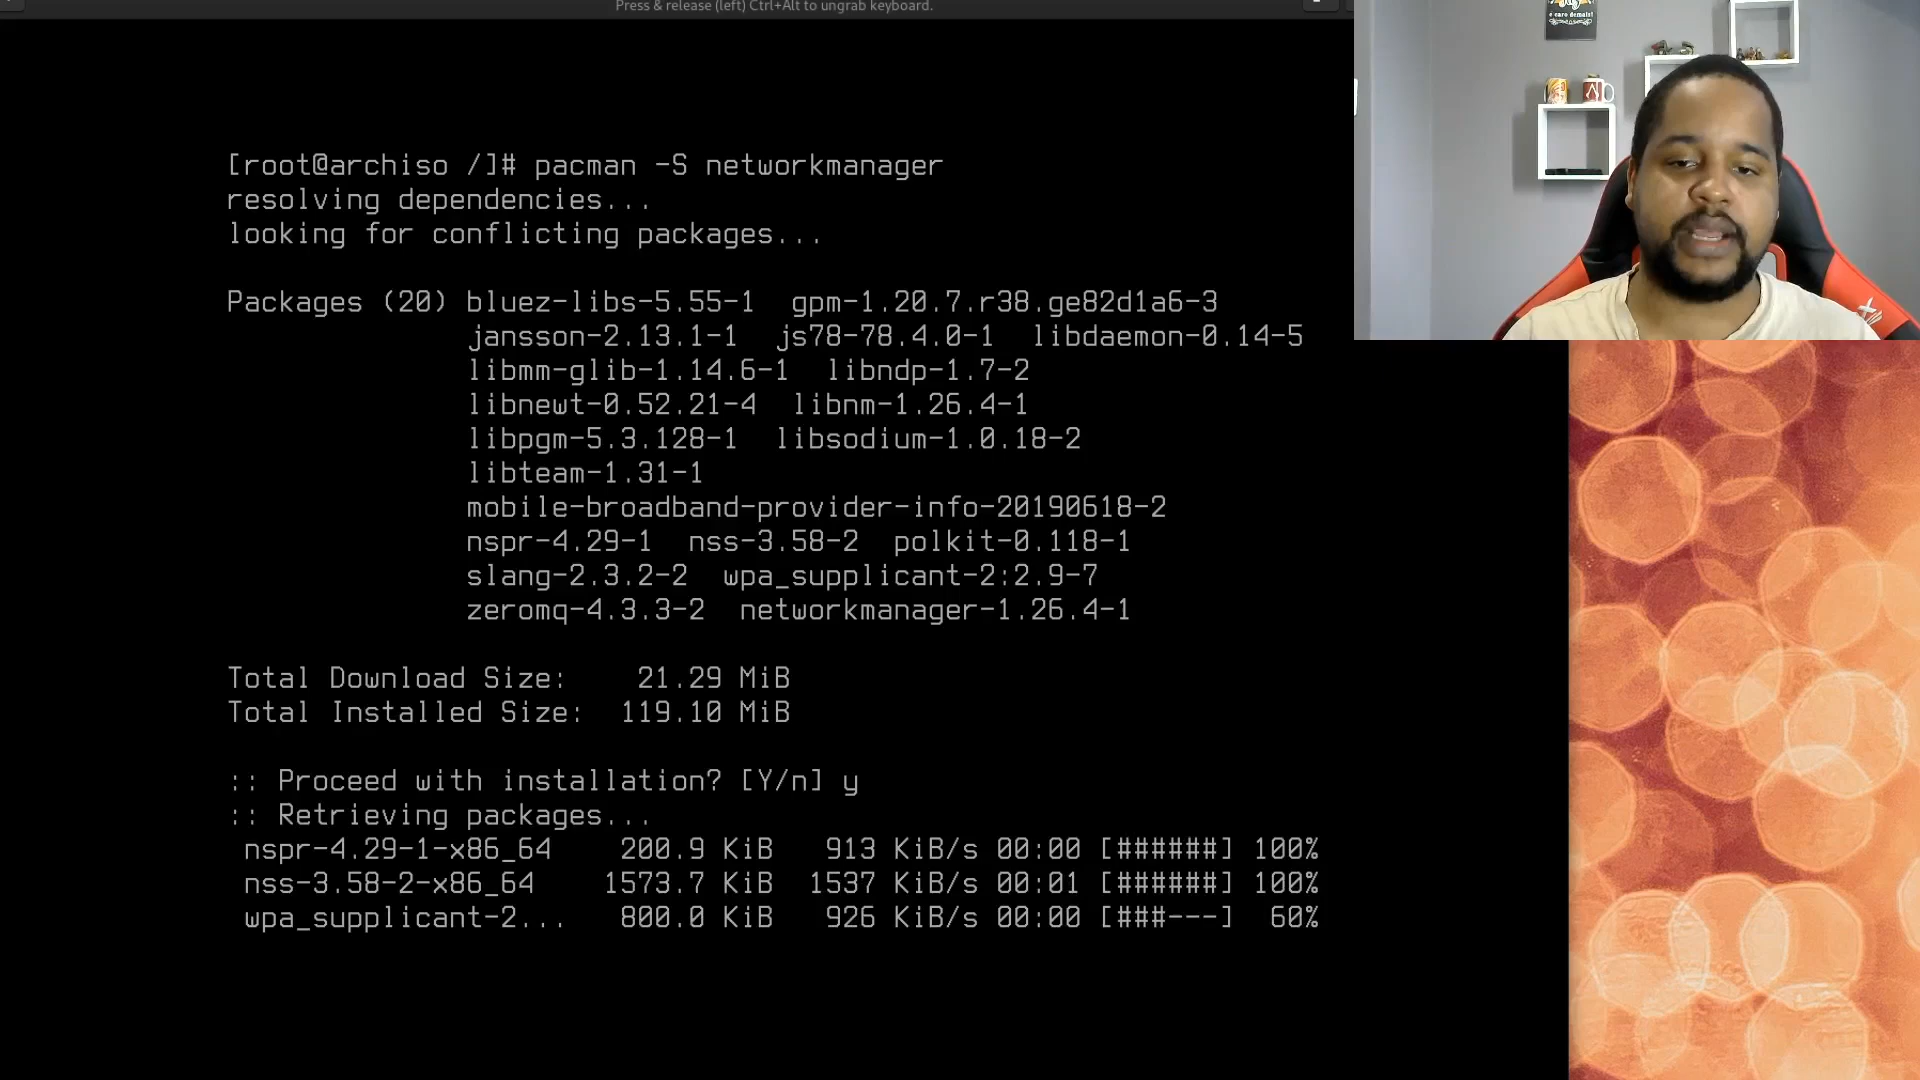 Press & release (left) Ctrl+Alt to ungrab keyboard.
é caro demais!
[root@archiso /]# pacman -S networkmanager
resolving dependencies...
looking for conflicting packages...
Packages (20) bluez-libs-5.55-1 gpm-1.20.7.r38.ge82d1a6-3
jansson-2.13.1-1 js78-78.4.0-1 libdaemon-0.14-5
libmm-glib-1.14.6-1 libndp-1.7-2
libnewt-0.52.21-4 libnm-1.26.4-1
libpgm-5.3.128-1 libsodium-1.0.18-2
libteam-1.31-1
mobile-broadband-provider-info-20190618-2
nspr-4.29-1 nss-3.58-2 polkit-0.118-1
slang-2.3.2-2 wpa_supplicant-2:2.9-7
zeromq-4.3.3-2 networkmanager-1.26.4-1
Total Download Size: 21.29 MiB
Total Installed Size: 119.10 MiB
:: Proceed with installation? [Y/n] y
:: Retrieving packages...
nspr-4.29-1-x86_64 200.9 KiB 913 KiB/s 00:00 [######] 100%
nss-3.58-2-x86_64 1573.7 KiB 1537 KiB/s 00:01 [######] 100%
wpa_supplicant-2... 800.0 KiB 926 KiB/s 00:00 [###---] 60%